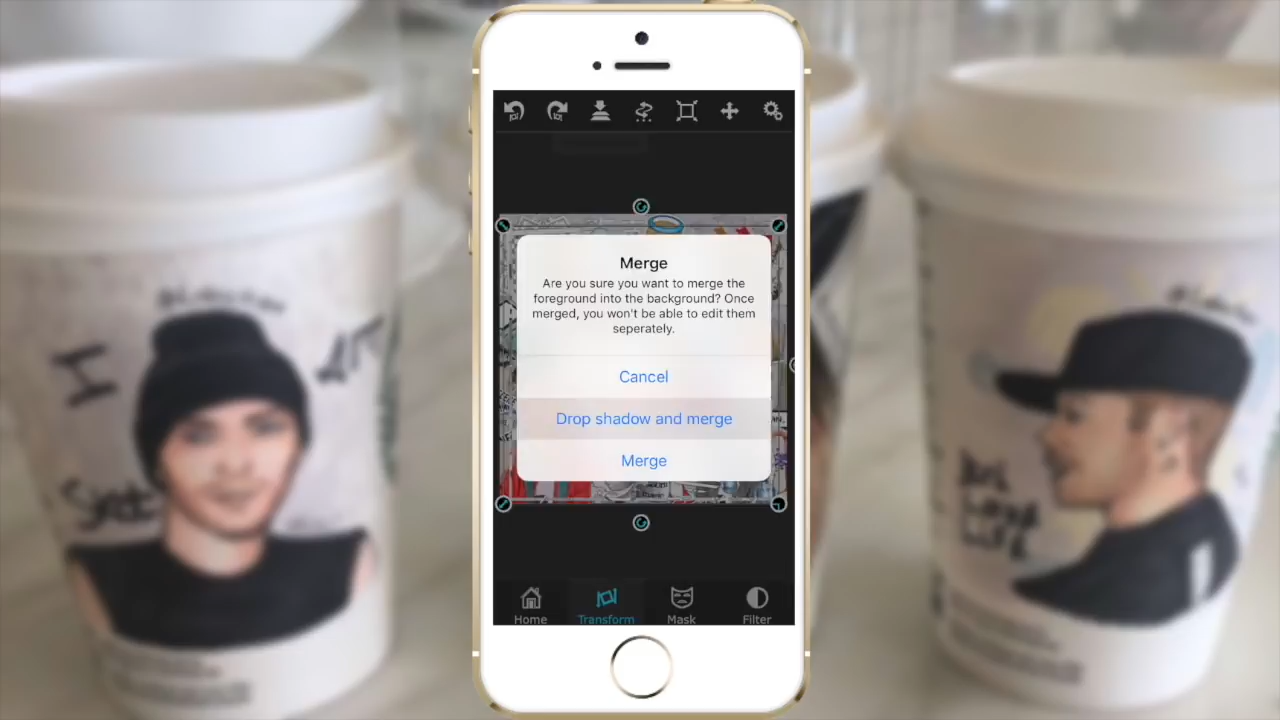 Merge
Are you sure you want to merge the
foreground into the background? Once
merged, you won't be able to edit them
seperately.
Cancel
Drop shadow and merge
Merge
Home
Transform
Mask
Filter
I